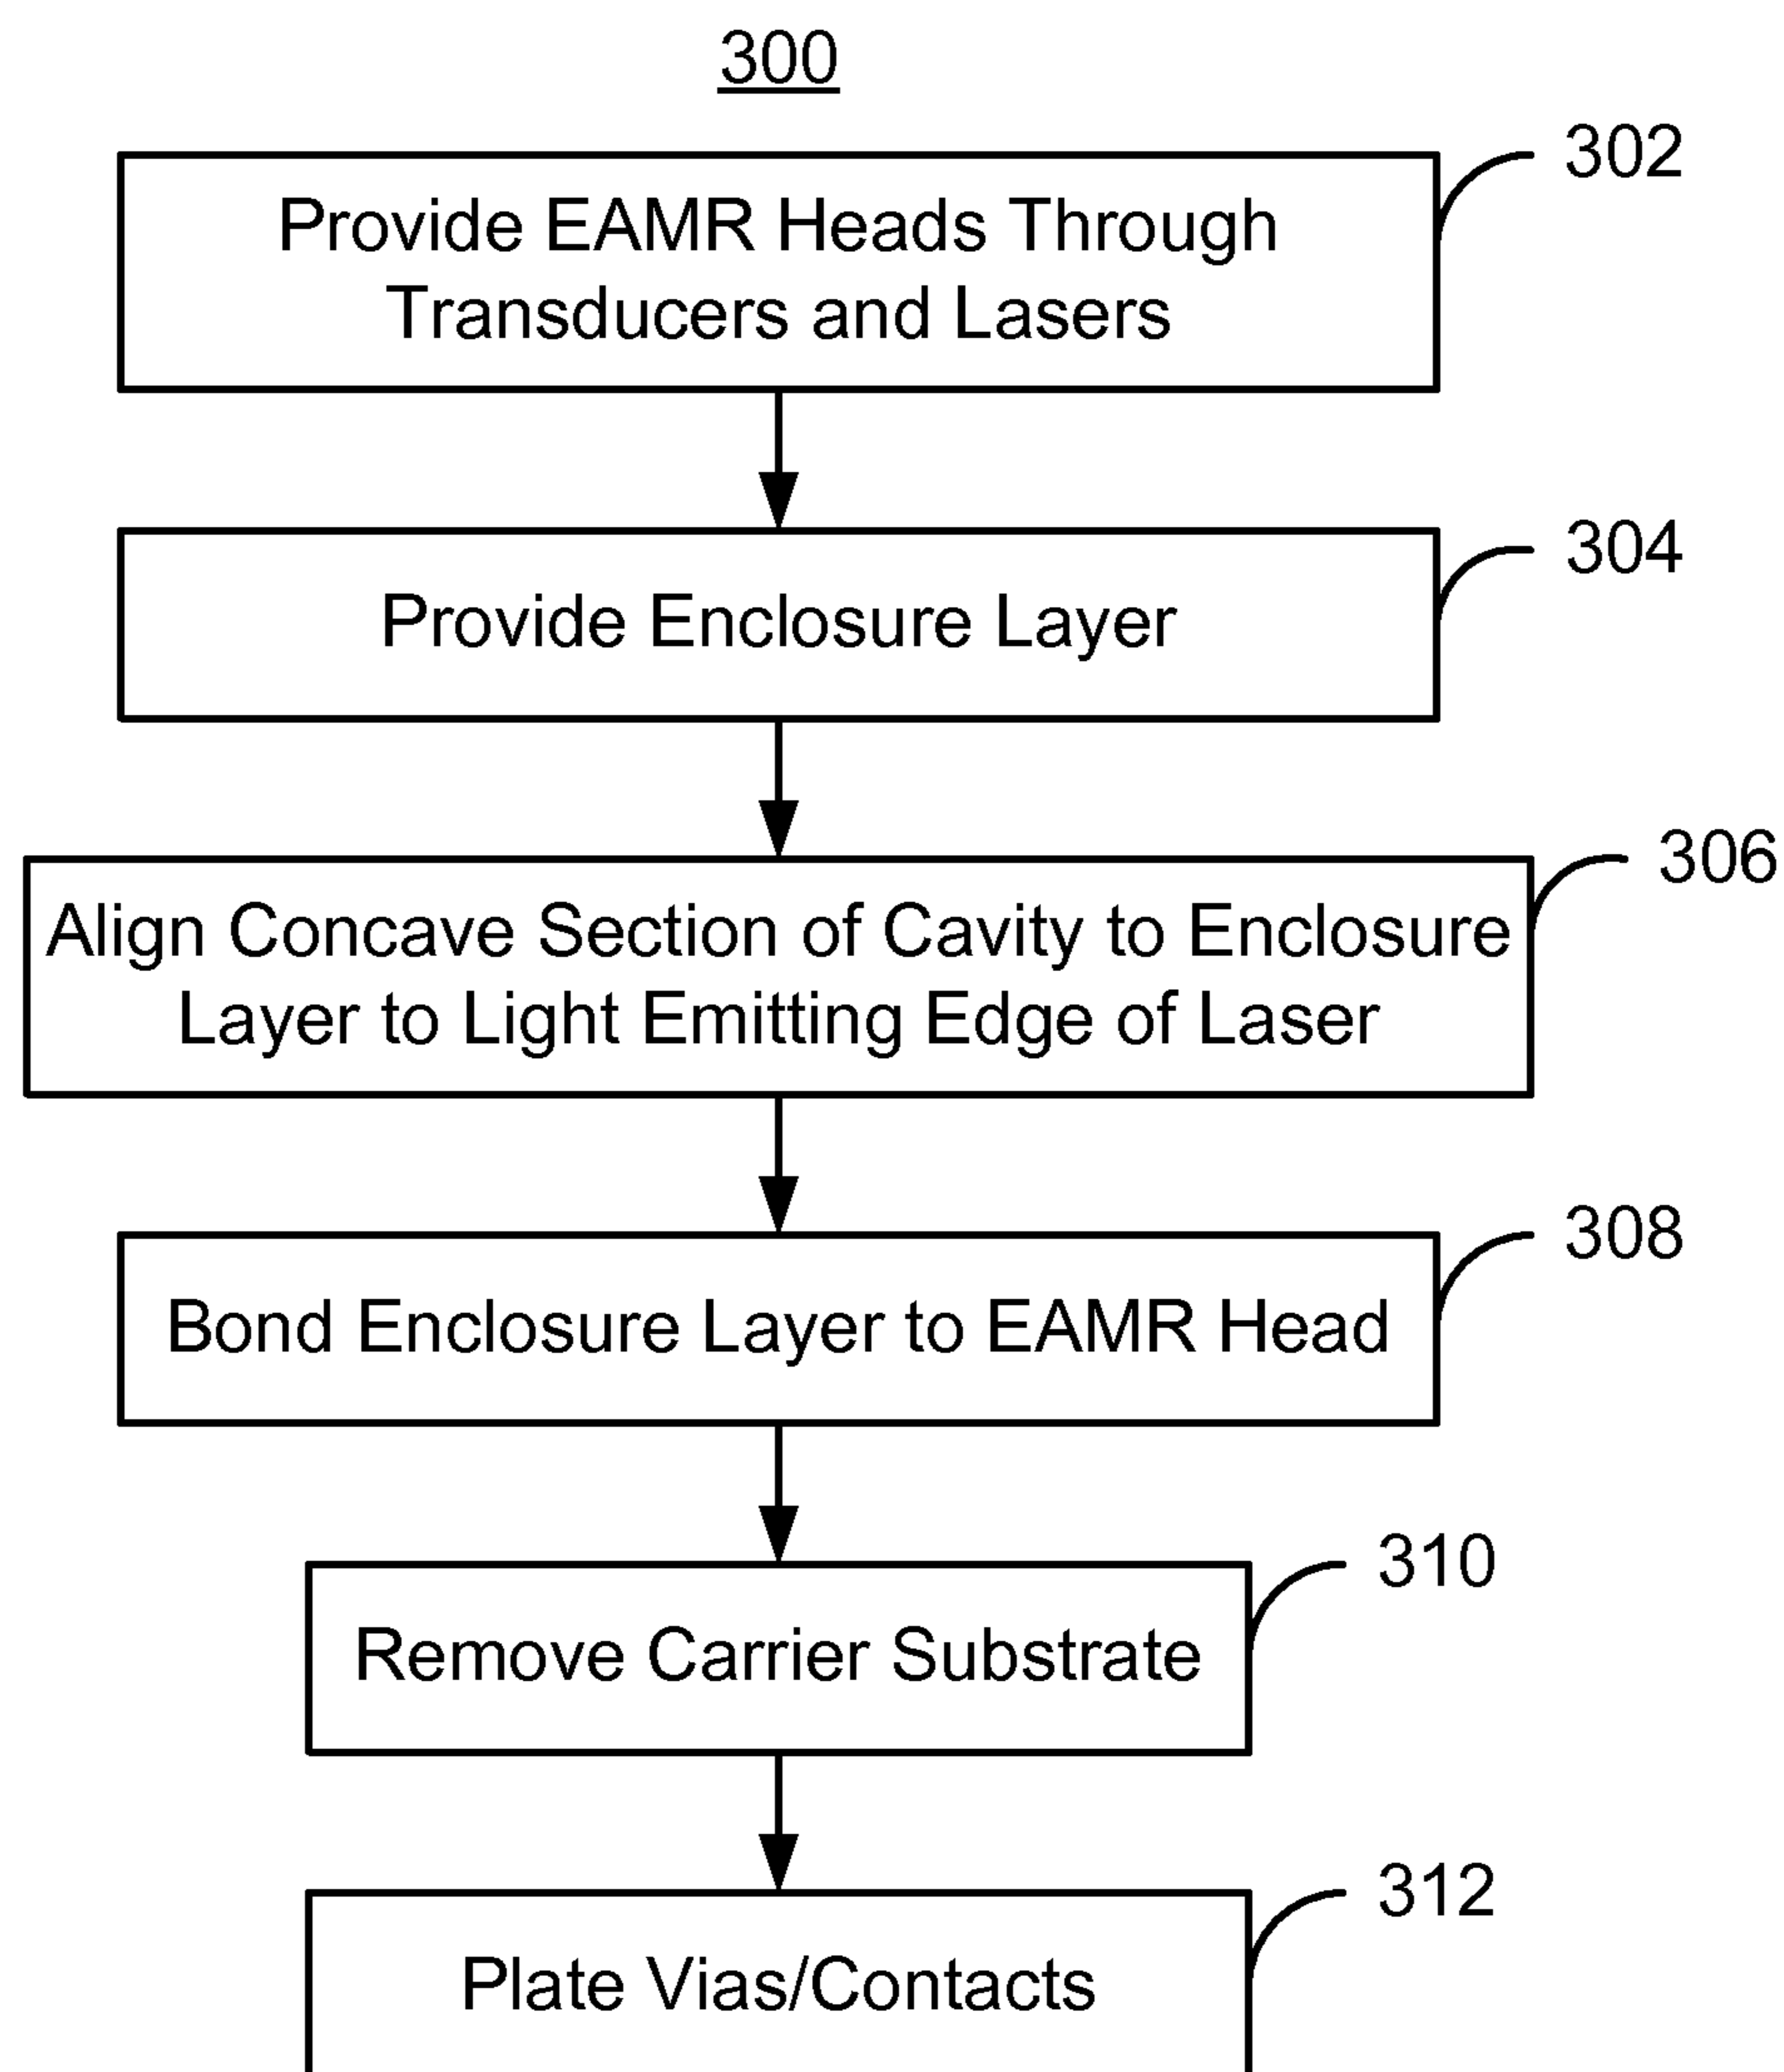 300
302
Provide EAMR Heads Through
Transducers and Lasers
304
Provide Enclosure Layer
306
Align Concave Section of Cavity to Enclosure
Layer to Light Emitting Edge of Laser
308
Bond Enclosure Layer to EAMR Head
310
Remove Carrier Substrate
312
Plate Vias/Contacts